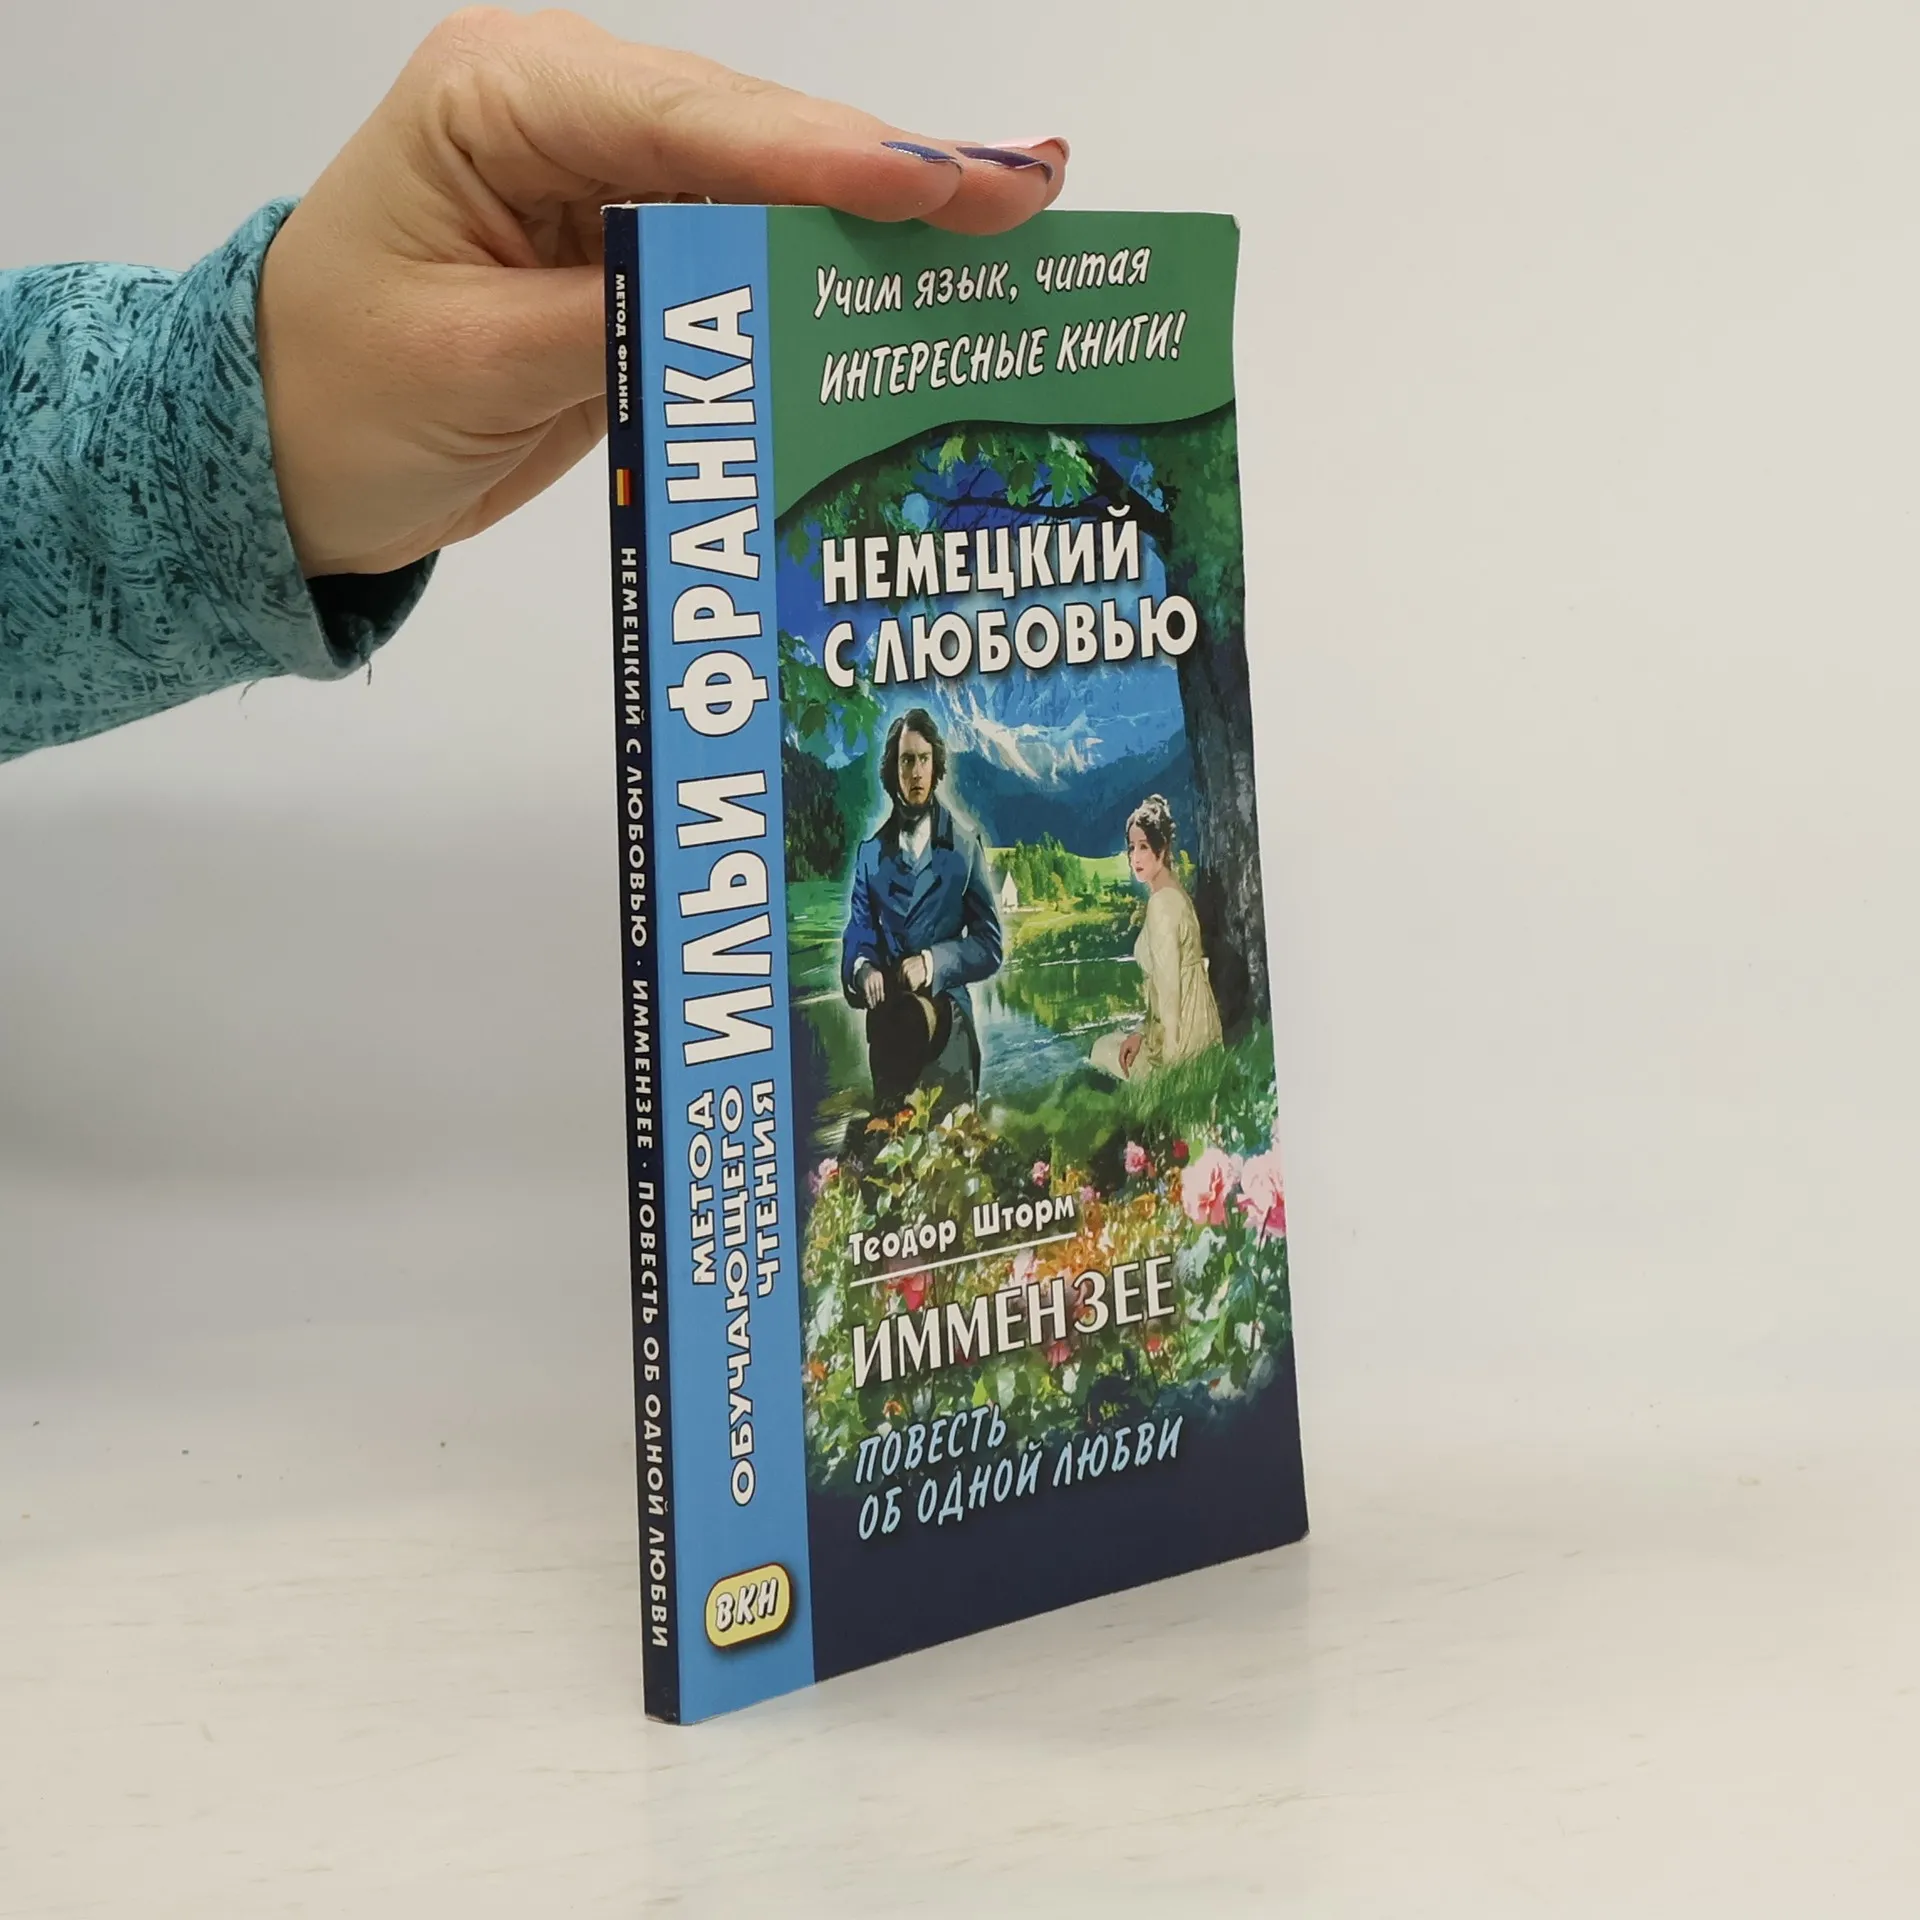 МЕТОД ФРАНКА
НЕМЕЦКИЙ С ЛЮБОВЬЮ · ИММЕНЗЕЕ · ПОВЕСТЬ ОБ ОДНОЙ ЛЮБВИ
МЕТОД
ОБУЧАЮЩЕГО
ЧТЕНИЯ
ИЛЬИ ФРАНКА
ВКН
Учим язык, читая
ИНТЕРЕСНЫЕ КНИГИ!
НЕМЕЦКИЙ
С ЛЮБОВЬЮ
Теодор Шторм
ИММЕНЗЕЕ
ПОВЕСТЬ
ОБ ОДНОЙ ЛЮБВИ